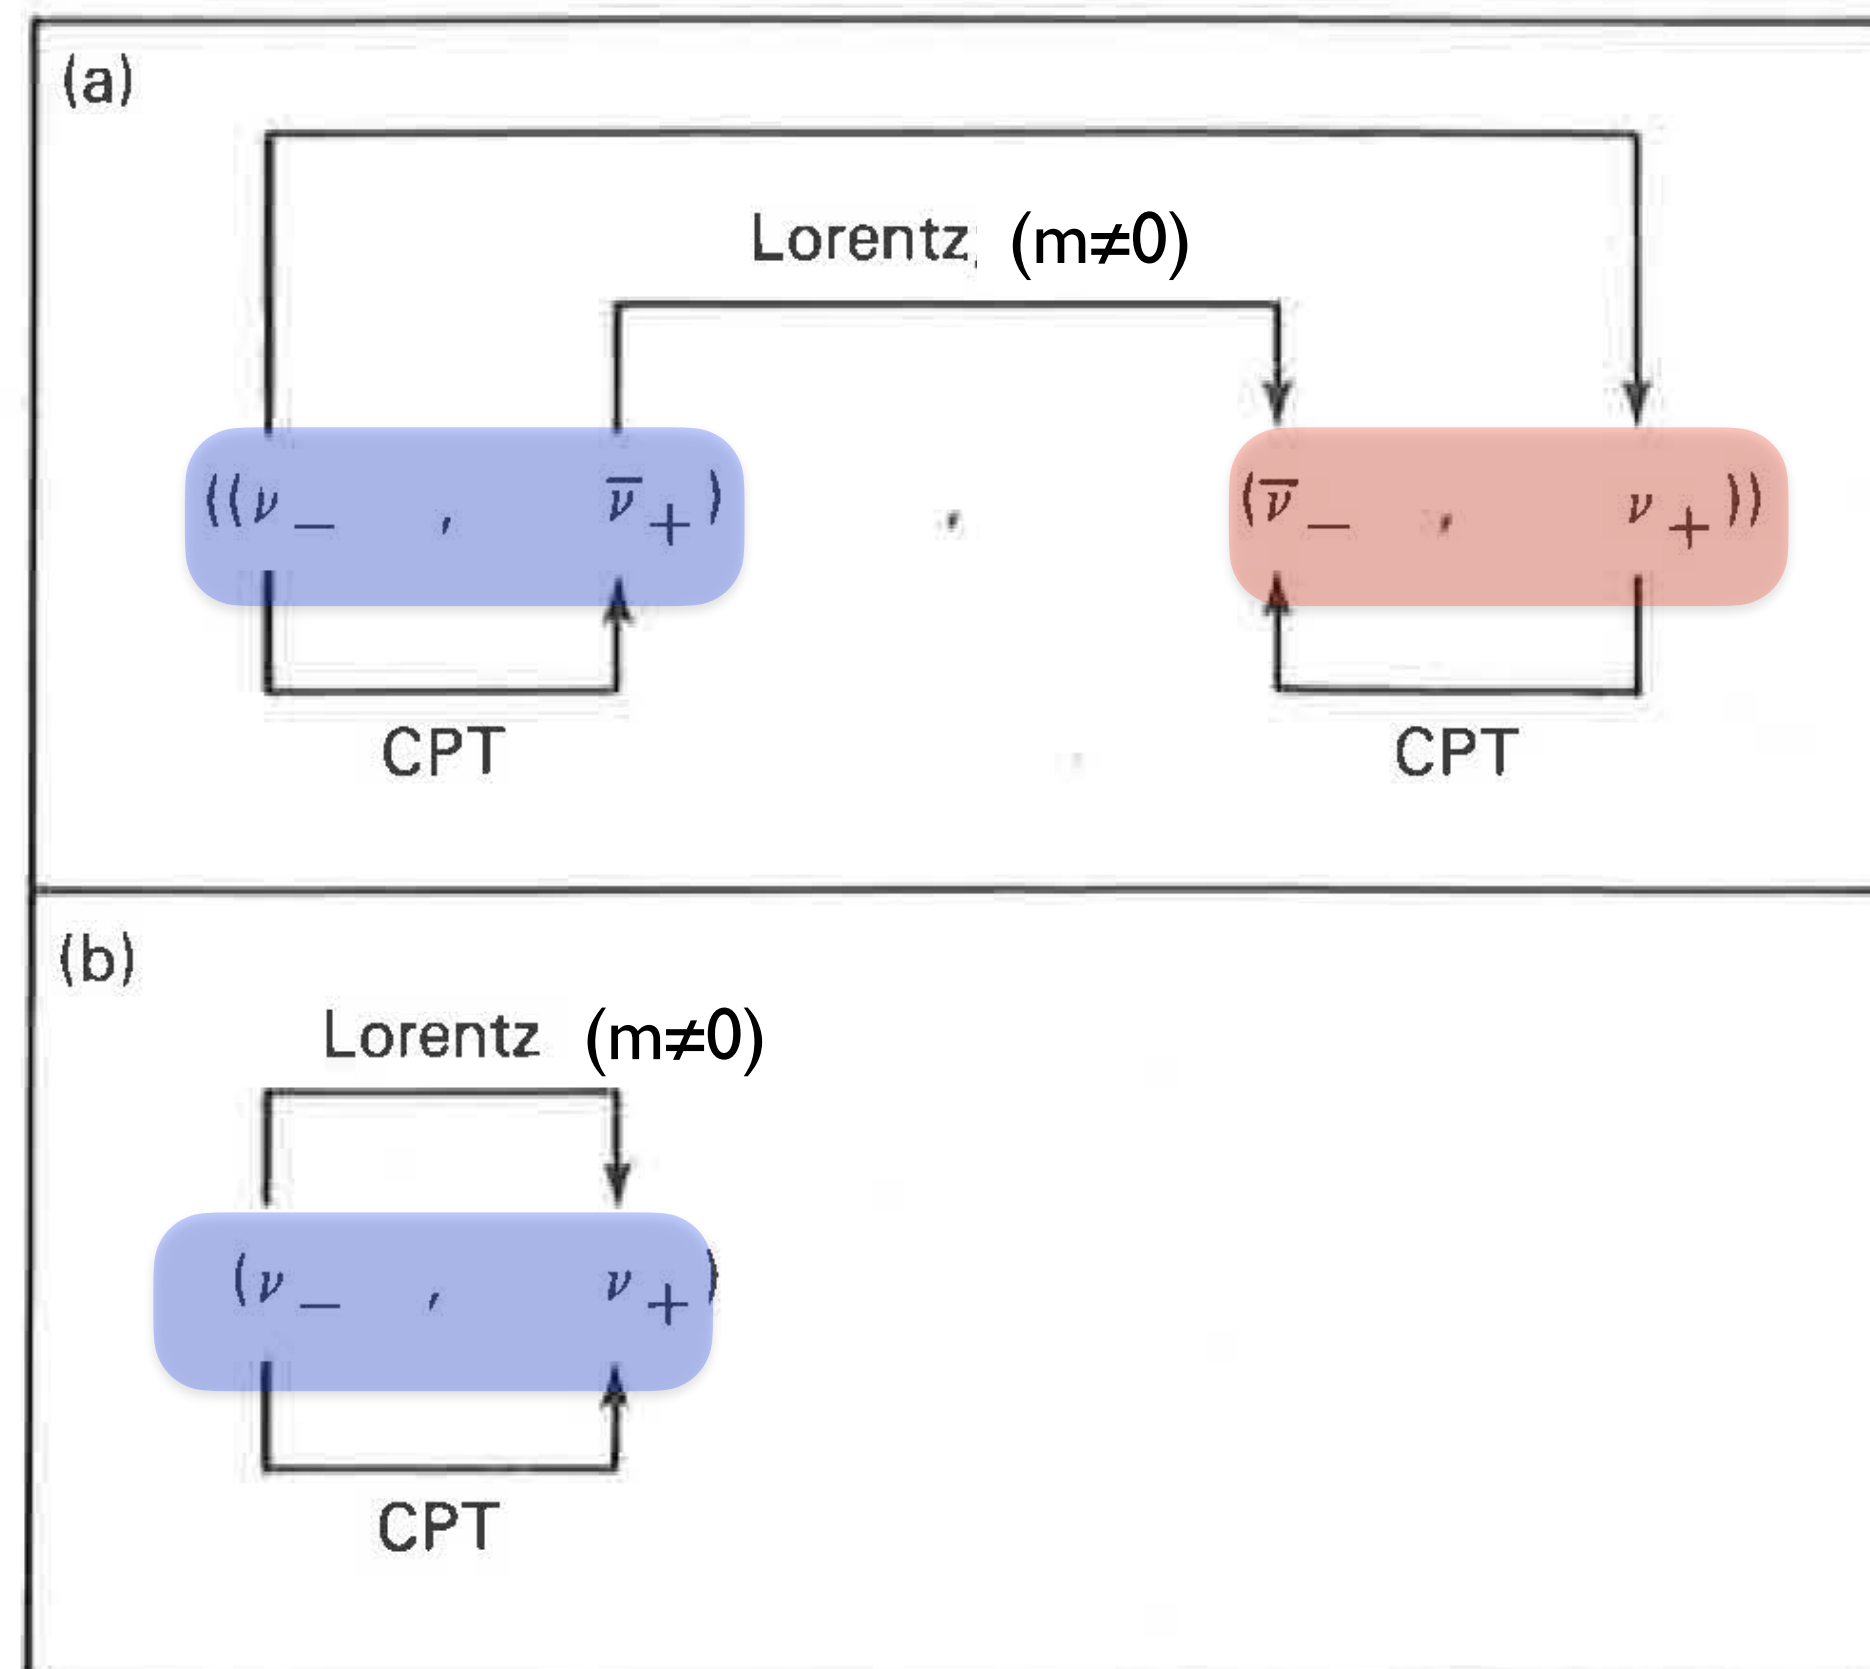 (a)
Lorentz, (m≠0)
((ν₋ , ν̅₊) , (ν̅₋ , ν₊))
CPT CPT
(b)
Lorentz (m≠0)
(ν₋ , ν₊)
CPT